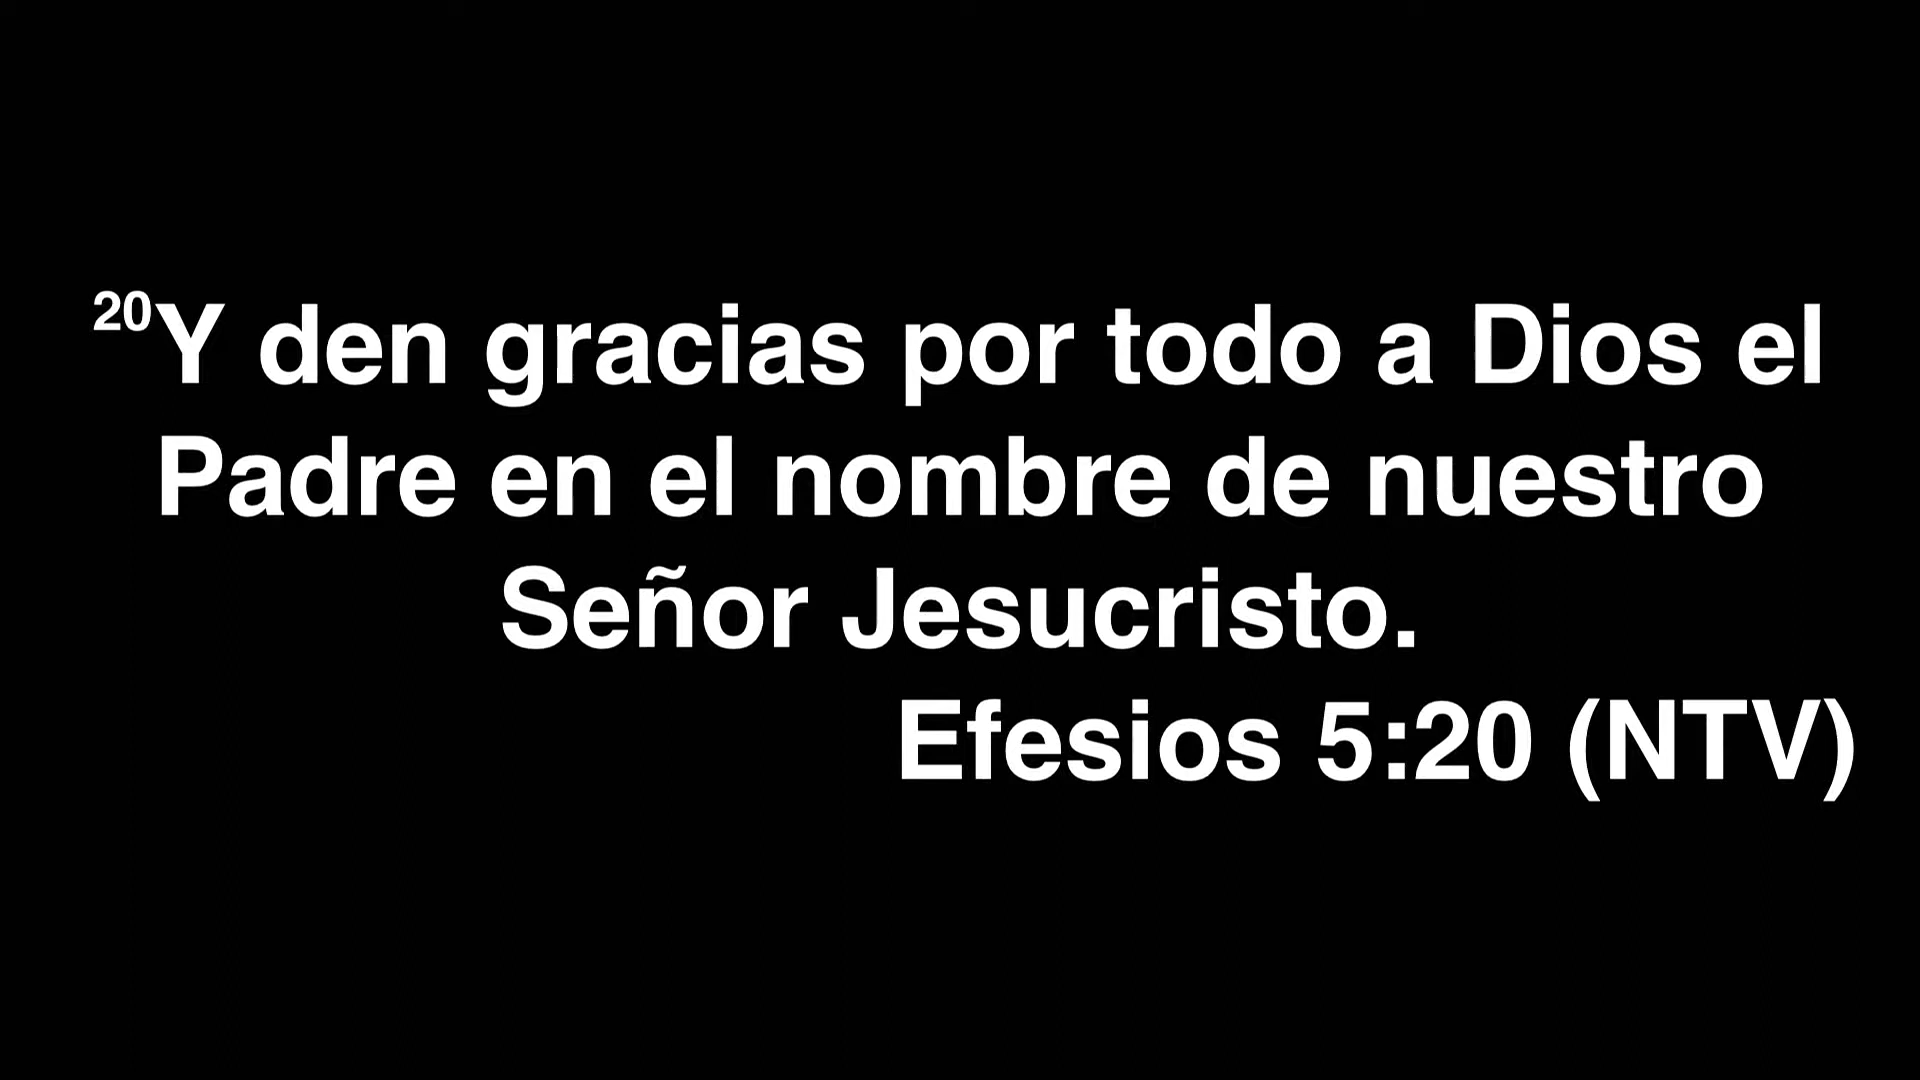 20Y den gracias por todo a Dios el
Padre en el nombre de nuestro
Señor Jesucristo.
Efesios 5:20 (NTV)